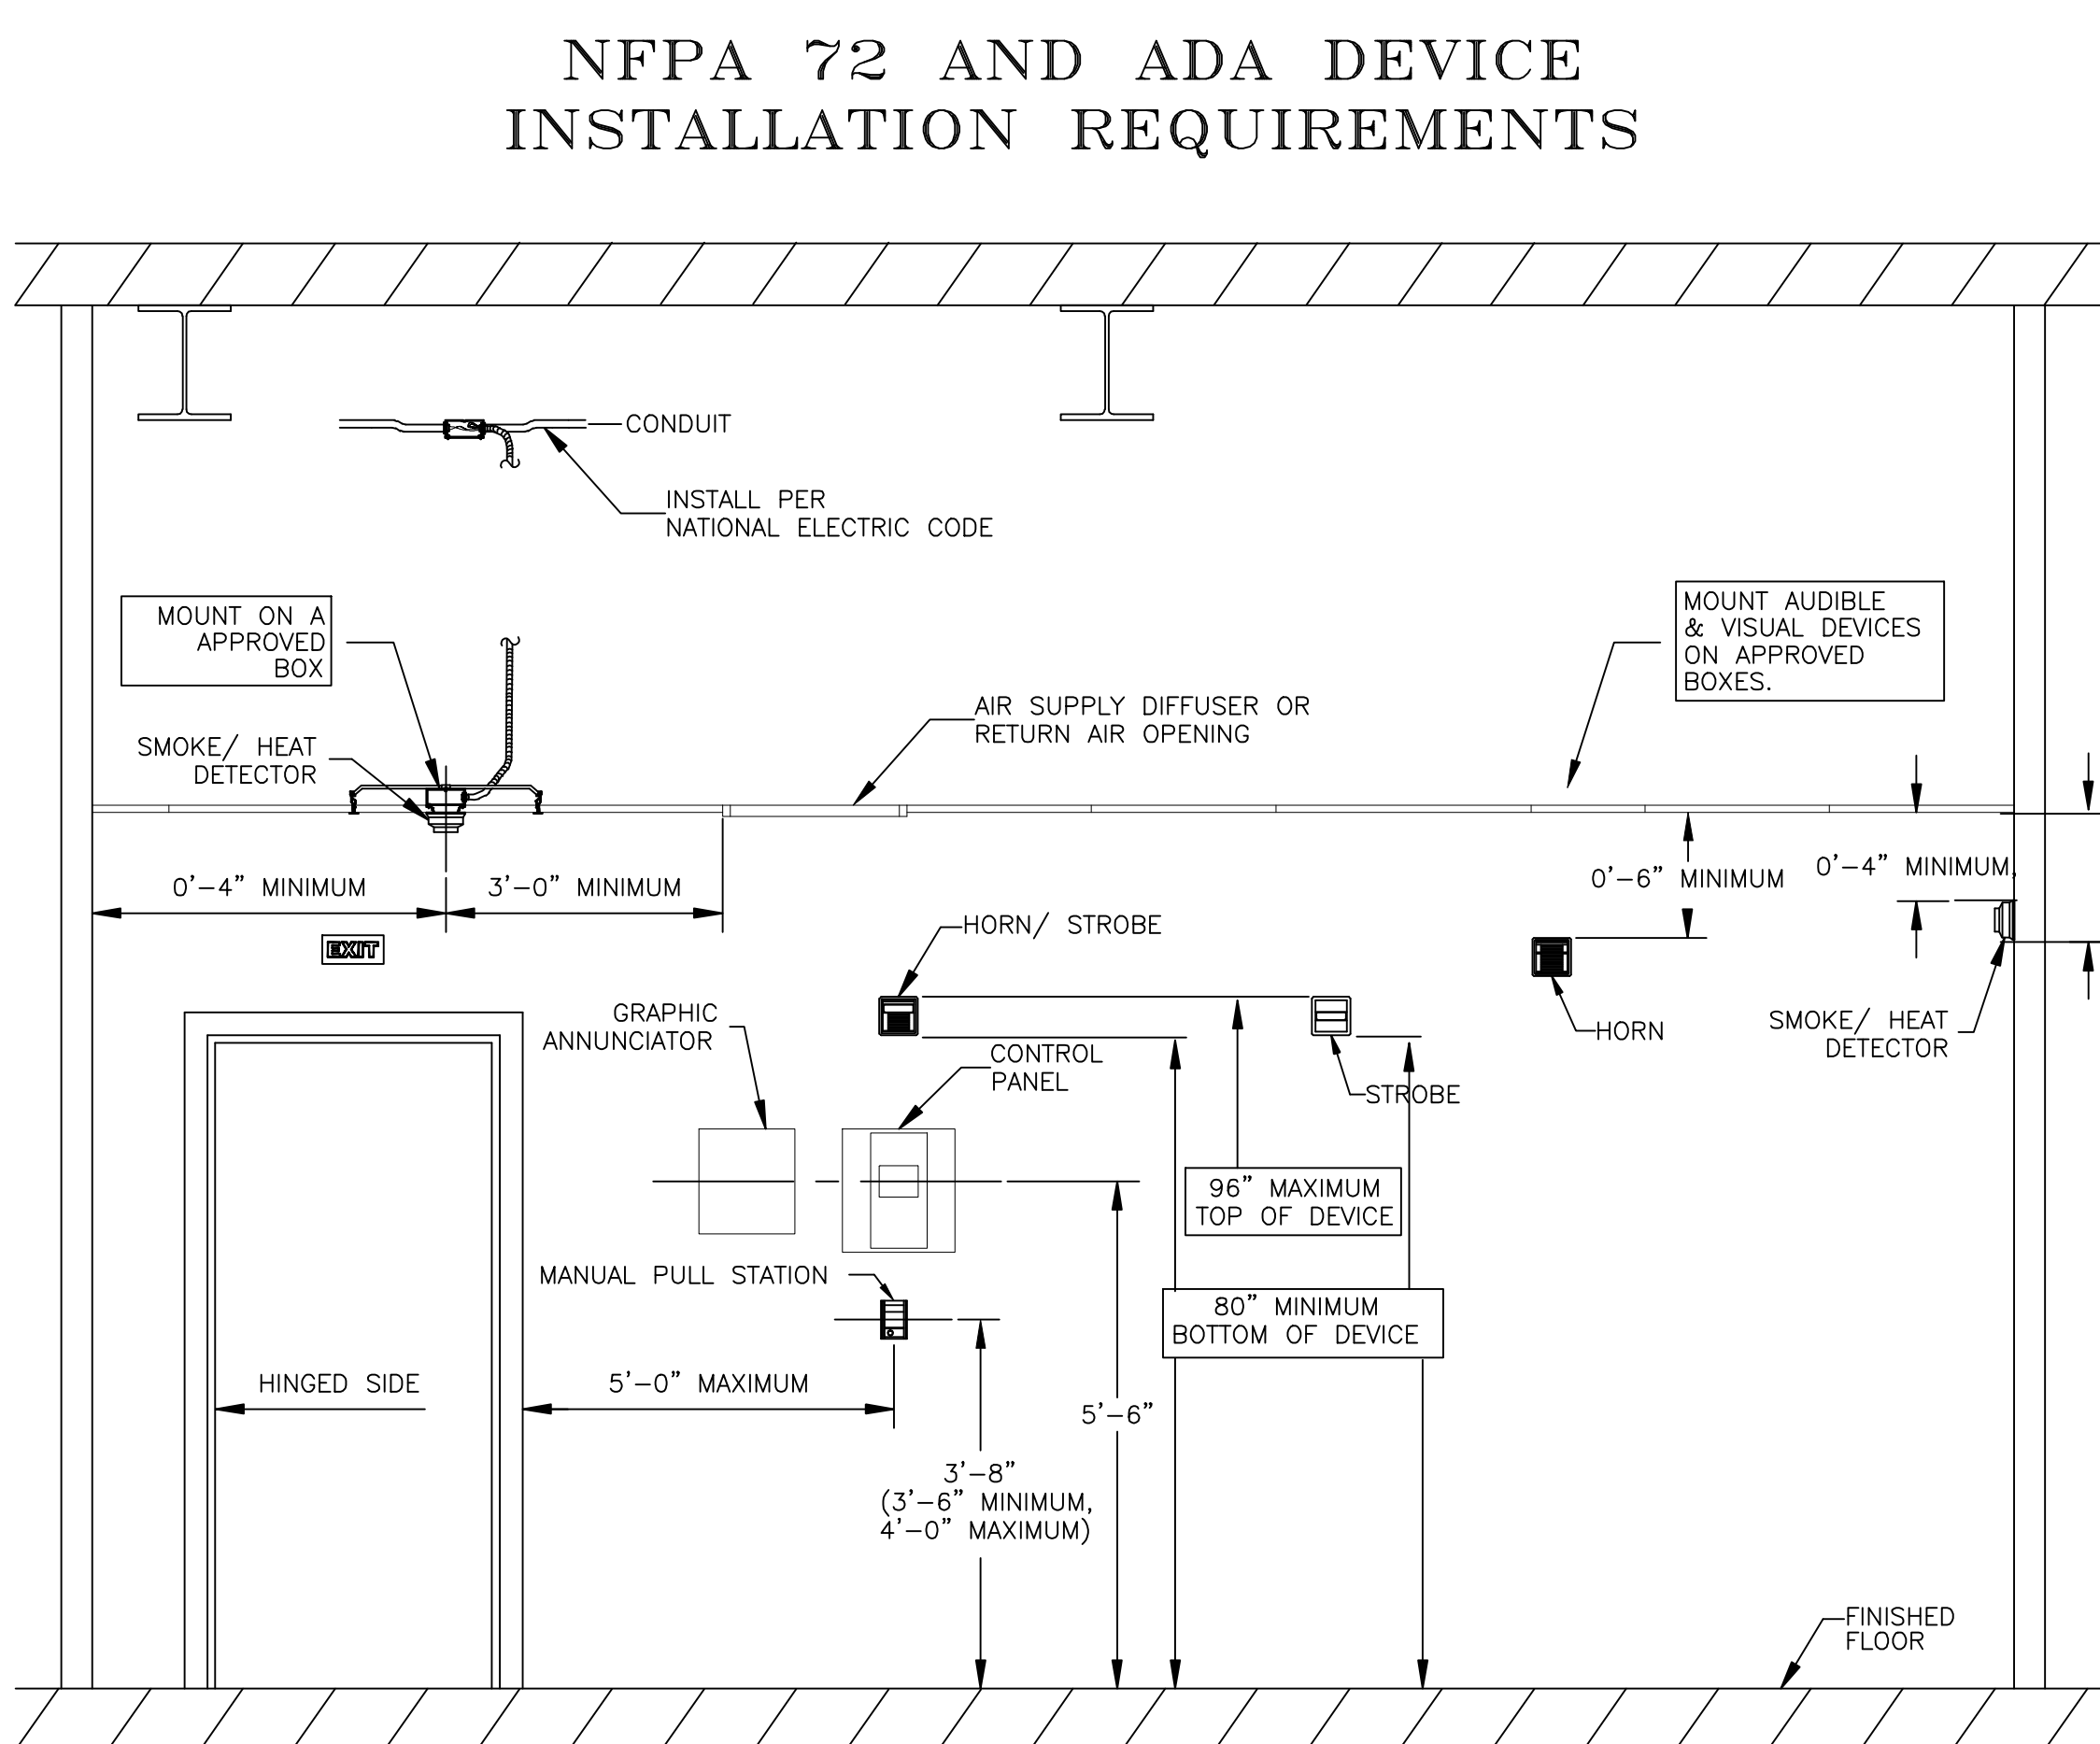 NFPA 72 AND ADA DEVICE
INSTALLATION REQUIREMENTS
CONDUIT
INSTALL PER
NATIONAL ELECTRIC CODE
MOUNT ON A
APPROVED
BOX
MOUNT AUDIBLE
& VISUAL DEVICES
ON APPROVED
BOXES.
SMOKE/ HEAT
DETECTOR
AIR SUPPLY DIFFUSER OR
RETURN AIR OPENING
0'-4" MINIMUM
3'-0" MINIMUM
0'-6" MINIMUM
0'-4" MINIMUM,
EXIT
HORN/ STROBE
GRAPHIC
ANNUNCIATOR
CONTROL
PANEL
STROBE
HORN
SMOKE/ HEAT
DETECTOR
96" MAXIMUM
TOP OF DEVICE
MANUAL PULL STATION
80" MINIMUM
BOTTOM OF DEVICE
HINGED SIDE
5'-0" MAXIMUM
5'-6"
3'-8"
(3'-6" MINIMUM,
4'-0" MAXIMUM)
FINISHED
FLOOR